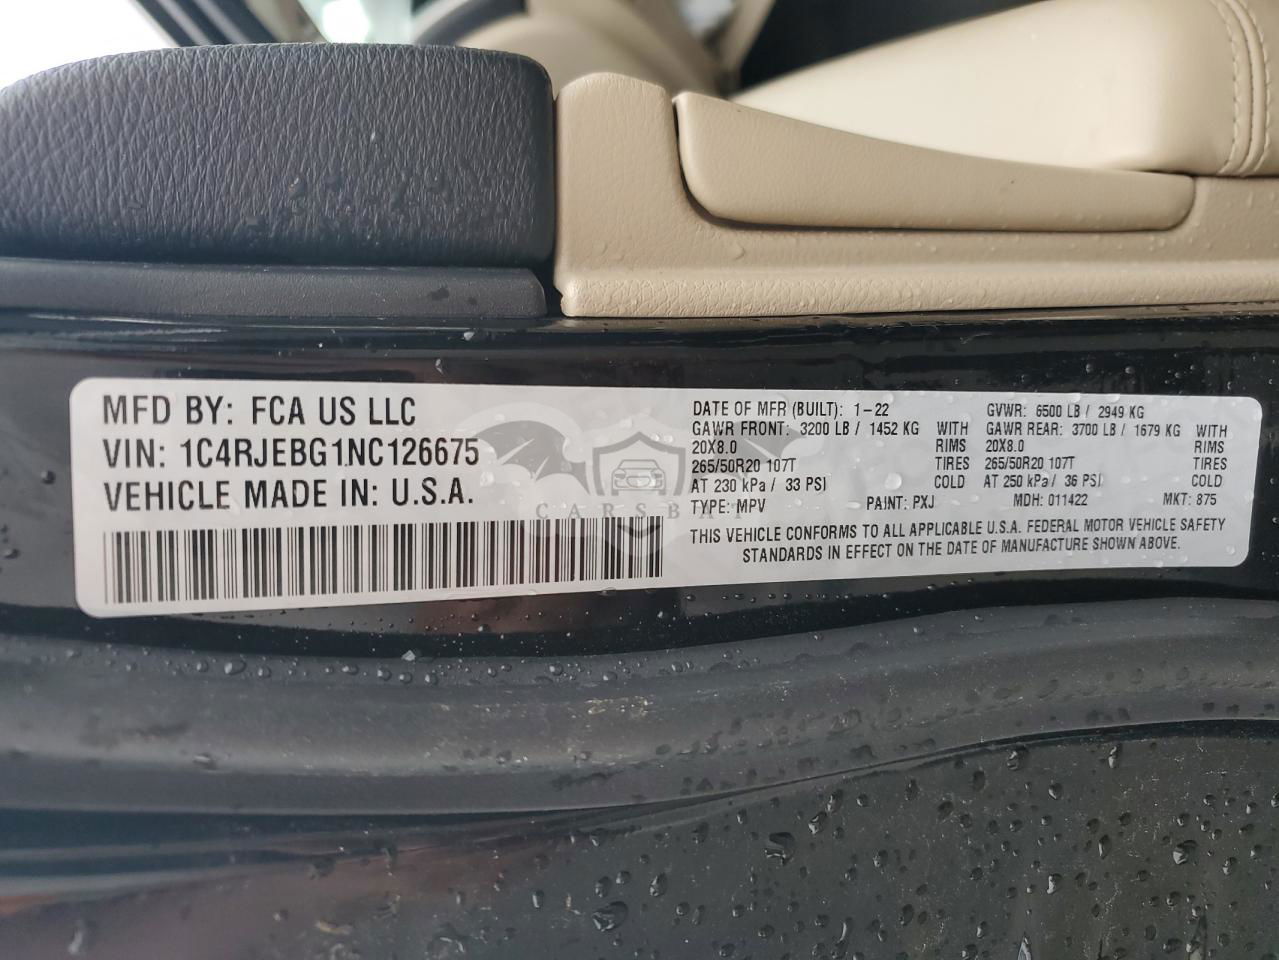 MFD BY: FCA US LLC
VIN: 1C4RJEBG1NC126675
VEHICLE MADE IN: U.S.A.
DATE OF MFR (BUILT): 1-22 GVWR: 6500 LB / 2949 KG
GAWR FRONT: 3200 LB / 1452 KG WITH GAWR REAR: 3700 LB / 1679 KG WITH
20X8.0 RIMS 20X8.0 RIMS
265/50R20 107T TIRES 265/50R20 107T TIRES
AT 230 kPa / 33 PSI COLD AT 250 kPa / 36 PSI COLD
TYPE: MPV PAINT: PXJ MDH: 011422 MKT: 875
THIS VEHICLE CONFORMS TO ALL APPLICABLE U.S.A. FEDERAL MOTOR VEHICLE SAFETY
STANDARDS IN EFFECT ON THE DATE OF MANUFACTURE SHOWN ABOVE.